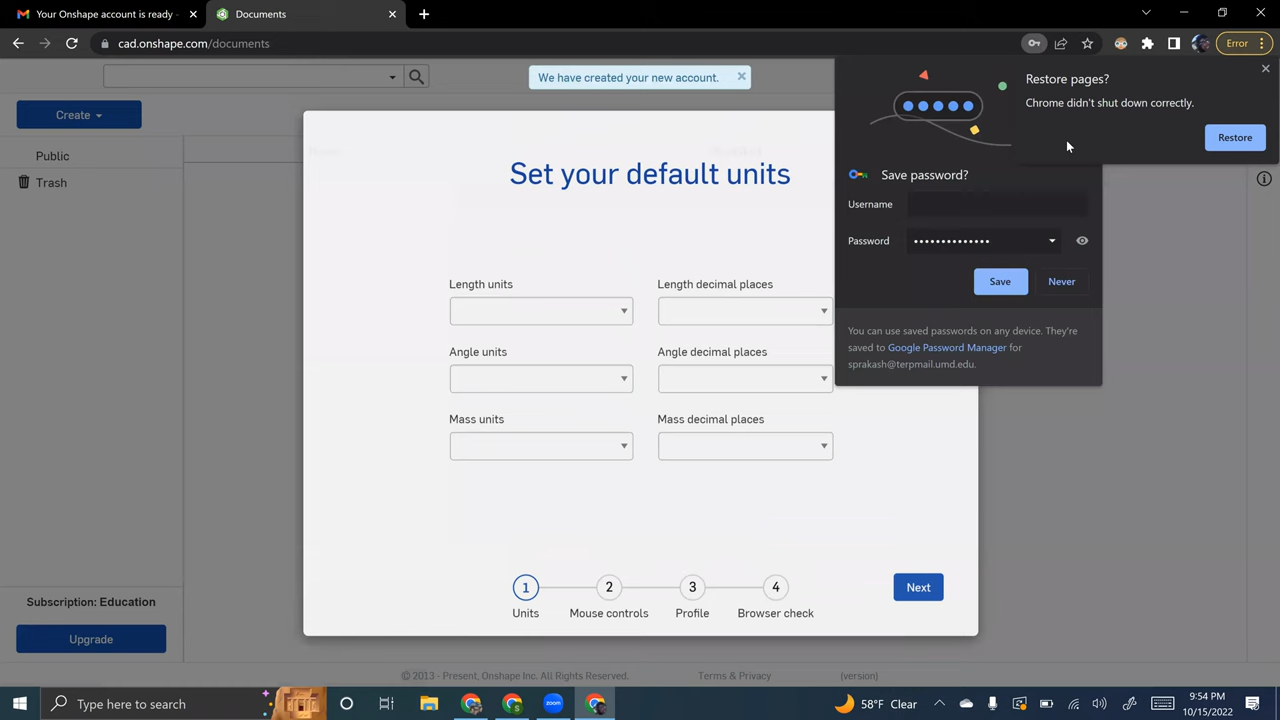 Your Onshape account is ready -
Documents
cad.onshape.com/documents
Error
We have created your new account.
Restore pages?
Chrome didn't shut down correctly.
Restore
Create
Public
Trash
Set your default units
Save password?
Username
Password
Save
Never
You can use saved passwords on any device. They're
saved to Google Password Manager for
sprakash@terpmail.umd.edu.
Length units
Length decimal places
Angle units
Angle decimal places
Mass units
Mass decimal places
1
2
3
4
Next
Units
Mouse controls
Profile
Browser check
Subscription: Education
Upgrade
© 2013 - Present, Onshape Inc. All Rights Reserved.
Terms & Privacy
(version)
Type here to search
zoom
58°F Clear
9:54 PM
10/15/2022